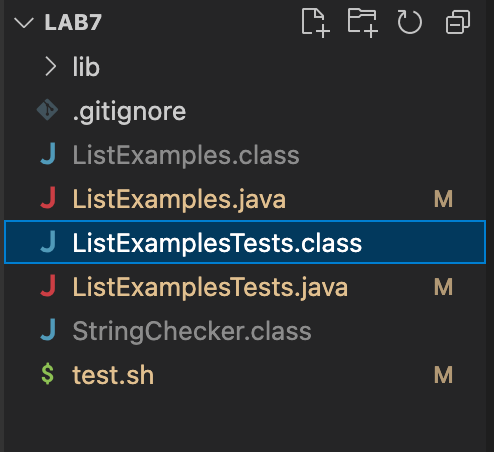 LAB7
lib
.gitignore
J ListExamples.class
J ListExamples.java M
J ListExamplesTests.class
J ListExamplesTests.java M
J StringChecker.class
$ test.sh M